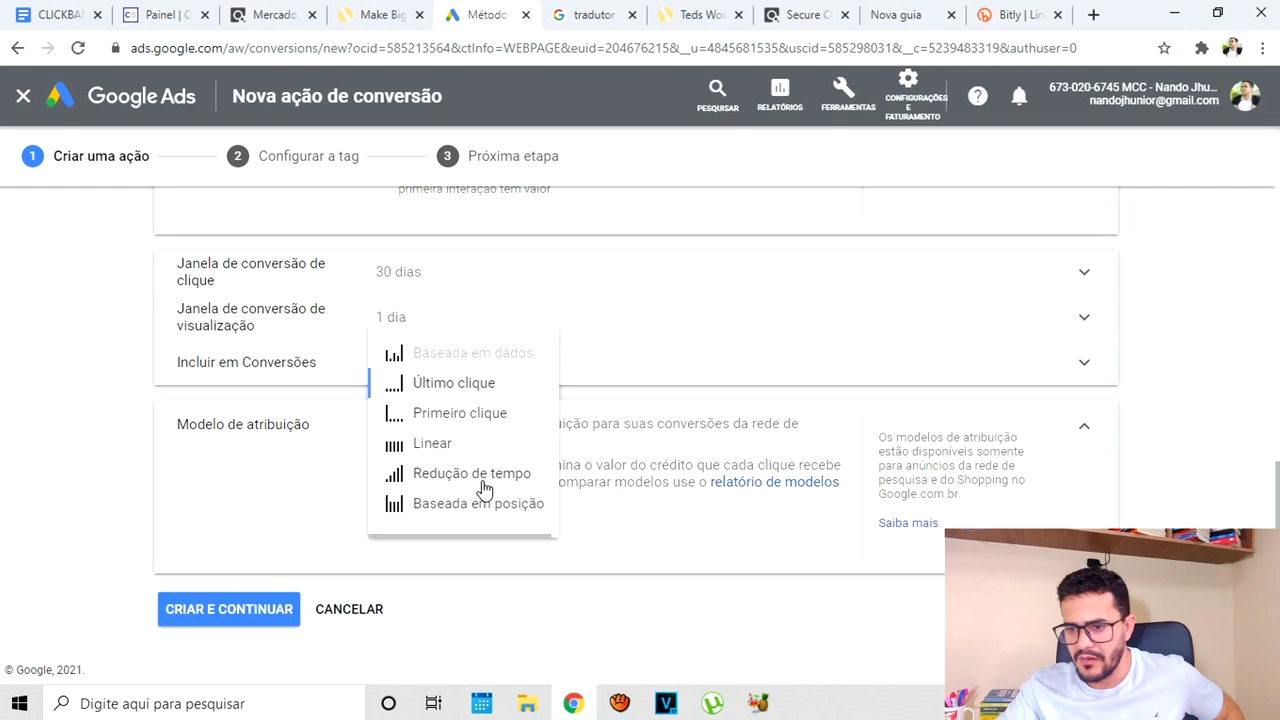 CLICKBA
Painel | C
Mercado
Make Big
Método
tradutor
Teds Woo
Secure C
Nova guia
Bitly | Lin
ads.google.com/aw/conversions/new?ocid=585213564&ctInfo=WEBPAGE&euid=204676215&__u=4845681535&uscid=585298031&__c=5239483319&authuser=0
Google Ads
Nova ação de conversão
PESQUISAR
RELATÓRIOS
FERRAMENTAS
CONFIGURAÇÕES
E
FATURAMENTO
673-020-6745 MCC - Nando Jhu...
nandojhunior@gmail.com
1 Criar uma ação
2 Configurar a tag
3 Próxima etapa
primeira interação tem valor.
Janela de conversão de
clique
30 dias
Janela de conversão de
visualização
1 dia
Incluir em Conversões
Modelo de atribuição
Baseada em dados
Último clique
Primeiro clique
Linear
Redução de tempo
Baseada em posição
uição para suas conversões da rede de
nina o valor do crédito que cada clique recebe
omparar modelos use o relatório de modelos
Os modelos de atribuição
estão disponíveis somente
para anúncios da rede de
pesquisa e do Shopping no
Google.com.br.
Saiba mais
CRIAR E CONTINUAR
CANCELAR
© Google, 2021.
Digite aqui para pesquisar